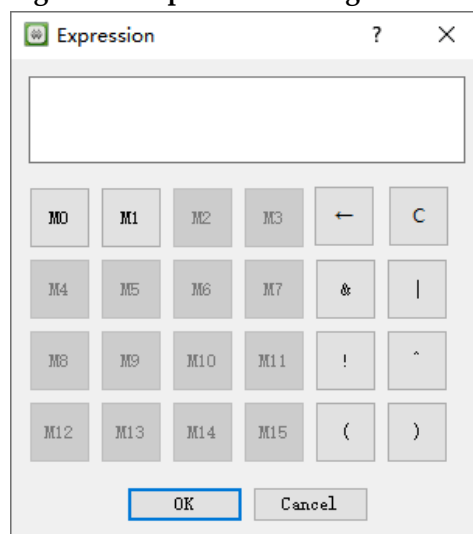 Expression ? ×
M0 M1 M2 M3 ← C
M4 M5 M6 M7 & |
M8 M9 M10 M11 ! ^
M12 M13 M14 M15 ( )
OK Cancel